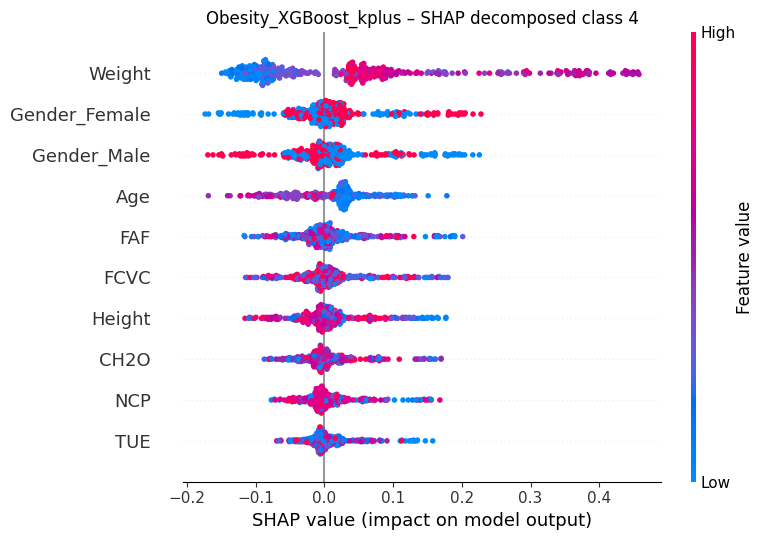 Obesity_XGBoost_kplus – SHAP decomposed class 4
High
Weight
Gender_Female
Gender_Male
Age
FAF
FCVC
Height
CH2O
NCP
TUE
Feature value
Low
−0.2 −0.1 0.0 0.1 0.2 0.3 0.4
SHAP value (impact on model output)